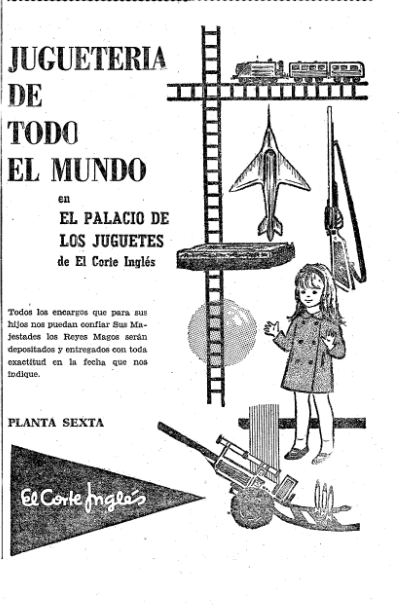 JUGUETERIA
DE
TODO
EL MUNDO
en
EL PALACIO DE
LOS JUGUETES
de El Corte Inglés
Todos los encargos que para sus
hijos nos puedan confiar Sus Ma-
jestades los Reyes Magos serán
depositados y entregados con toda
exactitud en la fecha que nos
indique.
PLANTA SEXTA
El Corte Inglés